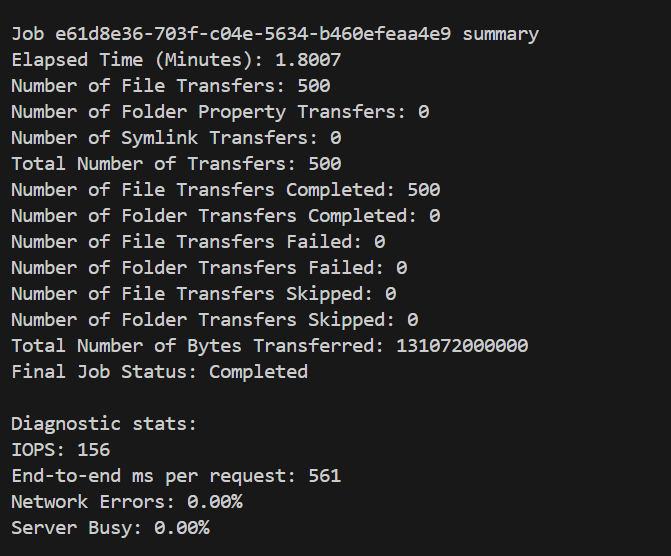 Job e61d8e36-703f-c04e-5634-b460efeaa4e9 summary
Elapsed Time (Minutes): 1.8007
Number of File Transfers: 500
Number of Folder Property Transfers: 0
Number of Symlink Transfers: 0
Total Number of Transfers: 500
Number of File Transfers Completed: 500
Number of Folder Transfers Completed: 0
Number of File Transfers Failed: 0
Number of Folder Transfers Failed: 0
Number of File Transfers Skipped: 0
Number of Folder Transfers Skipped: 0
Total Number of Bytes Transferred: 131072000000
Final Job Status: Completed
Diagnostic stats:
IOPS: 156
End-to-end ms per request: 561
Network Errors: 0.00%
Server Busy: 0.00%